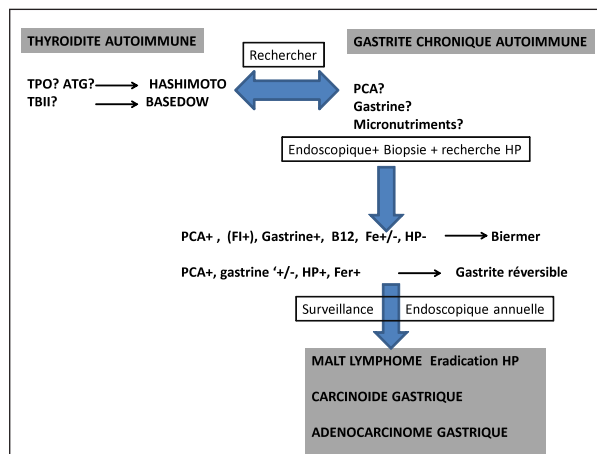 THYROIDITE AUTOIMMUNE
Rechercher
GASTRITE CHRONIQUE AUTOIMMUNE
TPO? ATG? HASHIMOTO
TBII? BASEDOW
PCA?
Gastrine?
Micronutriments?
Endoscopique+ Biopsie + recherche HP
PCA+ , (FI+), Gastrine+, B12, Fe+/-, HP- Biermer
PCA+, gastrine ‘+/-, HP+, Fer+ Gastrite réversible
Surveillance Endoscopique annuelle
MALT LYMPHOME Eradication HP
CARCINOIDE GASTRIQUE
ADENOCARCINOME GASTRIQUE